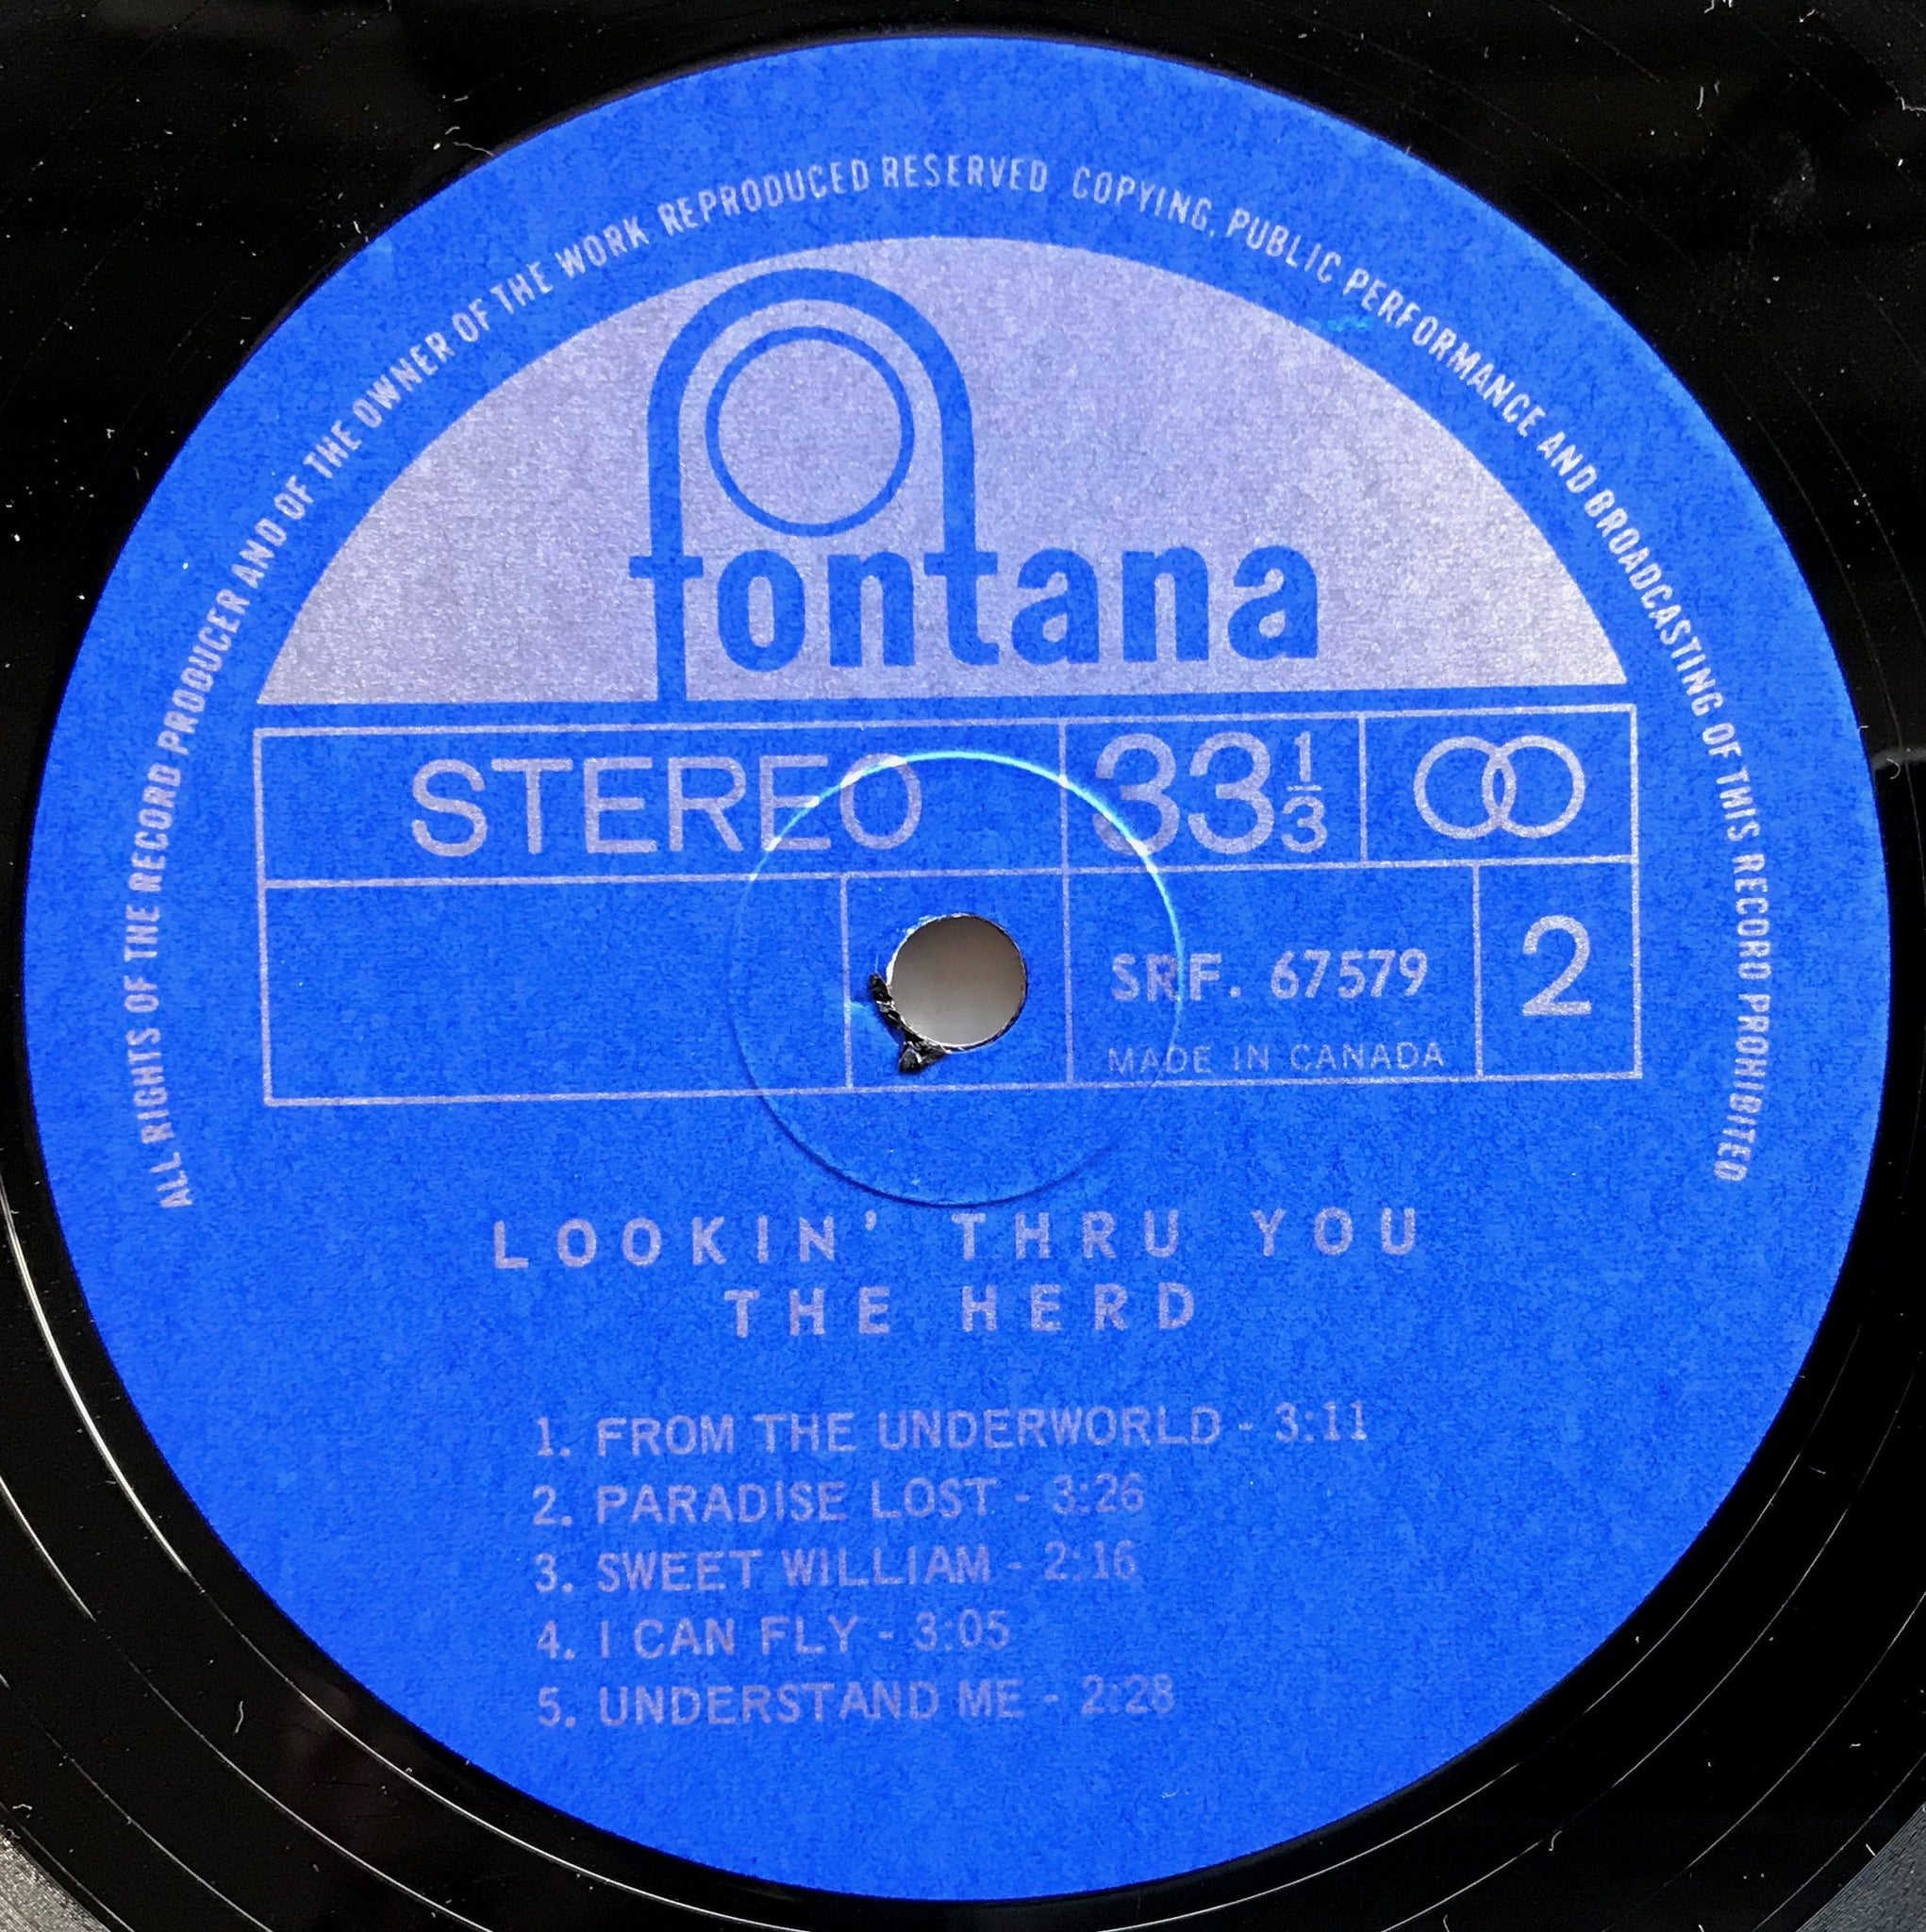 ALL RIGHTS OF THE RECORD PRODUCER AND OF THE OWNER OF THE WORK REPRODUCED RESERVED COPYING, PUBLIC PERFORMANCE AND BROADCASTING OF THIS RECORD PROHIBITED
fontana
STEREO 33 1/3
SRF. 67579 2
MADE IN CANADA
LOOKIN' THRU YOU
THE HERD
1. FROM THE UNDERWORLD - 3:11
2. PARADISE LOST - 3:26
3. SWEET WILLIAM - 2:16
4. I CAN FLY - 3:05
5. UNDERSTAND ME - 2:28